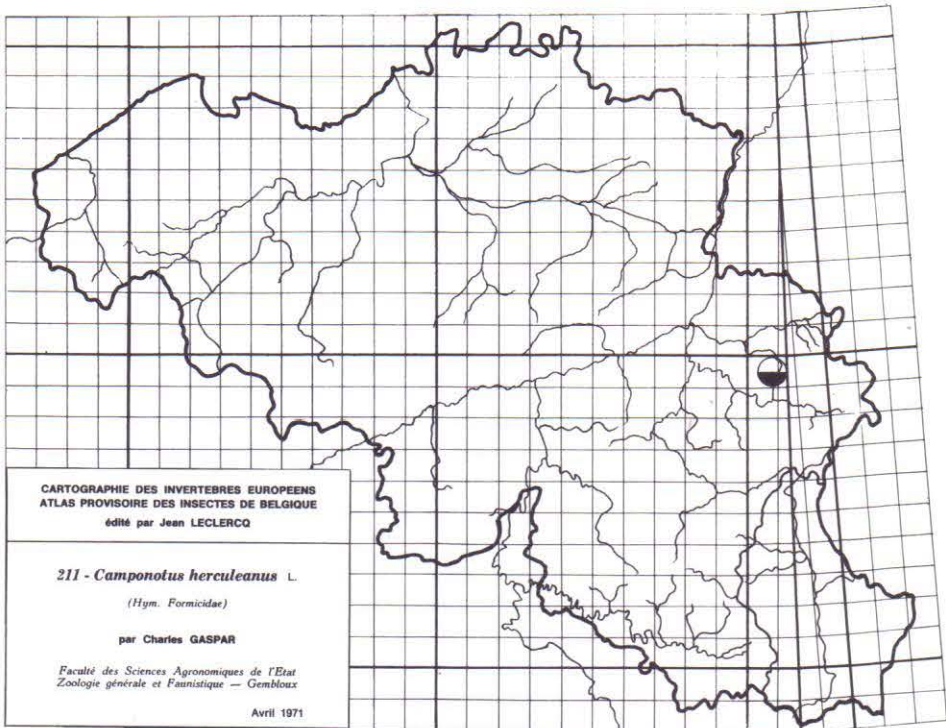 CARTOGRAPHIE DES INVERTEBRES EUROPEENS
ATLAS PROVISOIRE DES INSECTES DE BELGIQUE
édité par Jean LECLERCQ
211 - Camponotus herculeanus L.
(Hym. Formicidae)
par Charles GASPAR
Faculté des Sciences Agronomiques de l'Etat
Zoologie générale et Faunistique — Gembloux
Avril 1971